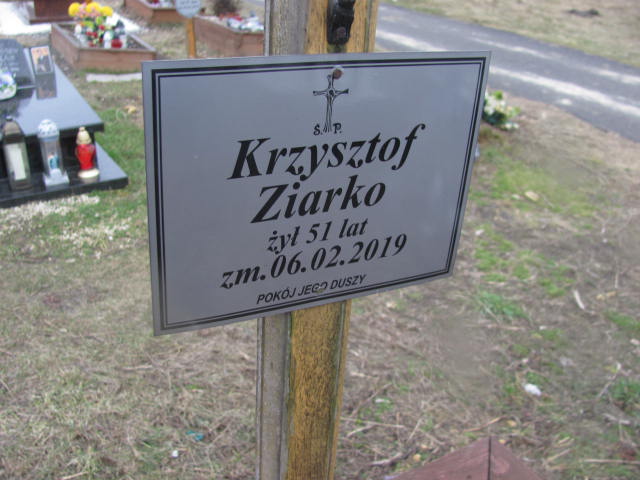 Ś. P.
Krzysztof
Ziarko
żył 51 lat
zm.06.02.2019
POKÓJ JEGO DUSZY